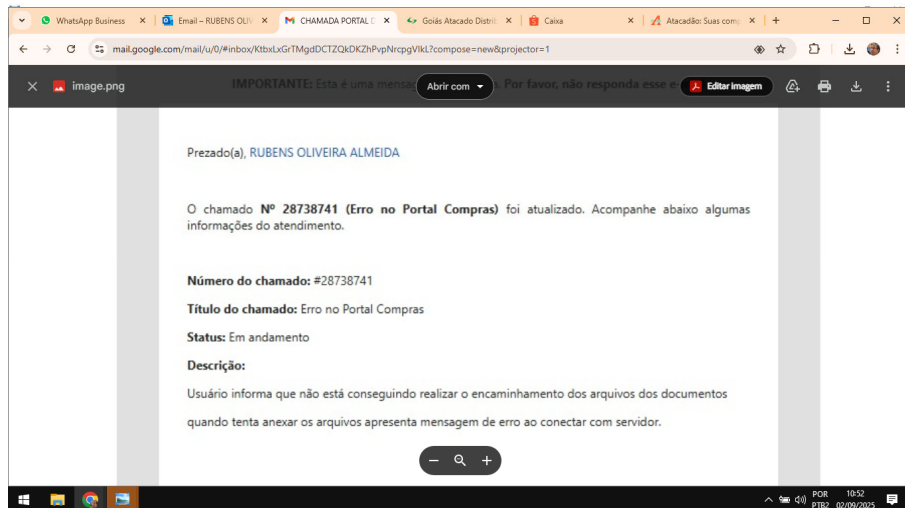 WhatsApp Business
Email – RUBENS OLIV
CHAMADA PORTAL D
Goiás Atacado Distrib
Caixa
Atacadão: Suas comp
mail.google.com/mail/u/0/#inbox/KtbxLxGrTMgdDCTZQkDKZhPvpNrcpgVlkL?compose=new&projector=1
image.png
IMPORTANTE: Esta é uma mensag
Abrir com
. Por favor, não responda esse e
Editar imagem
Prezado(a), RUBENS OLIVEIRA ALMEIDA
O chamado Nº 28738741 (Erro no Portal Compras) foi atualizado. Acompanhe abaixo algumas
informações do atendimento.
Número do chamado: #28738741
Título do chamado: Erro no Portal Compras
Status: Em andamento
Descrição:
Usuário informa que não está conseguindo realizar o encaminhamento dos arquivos dos documentos
quando tenta anexar os arquivos apresenta mensagem de erro ao conectar com servidor.
POR
PTB2
10:52
02/09/2025